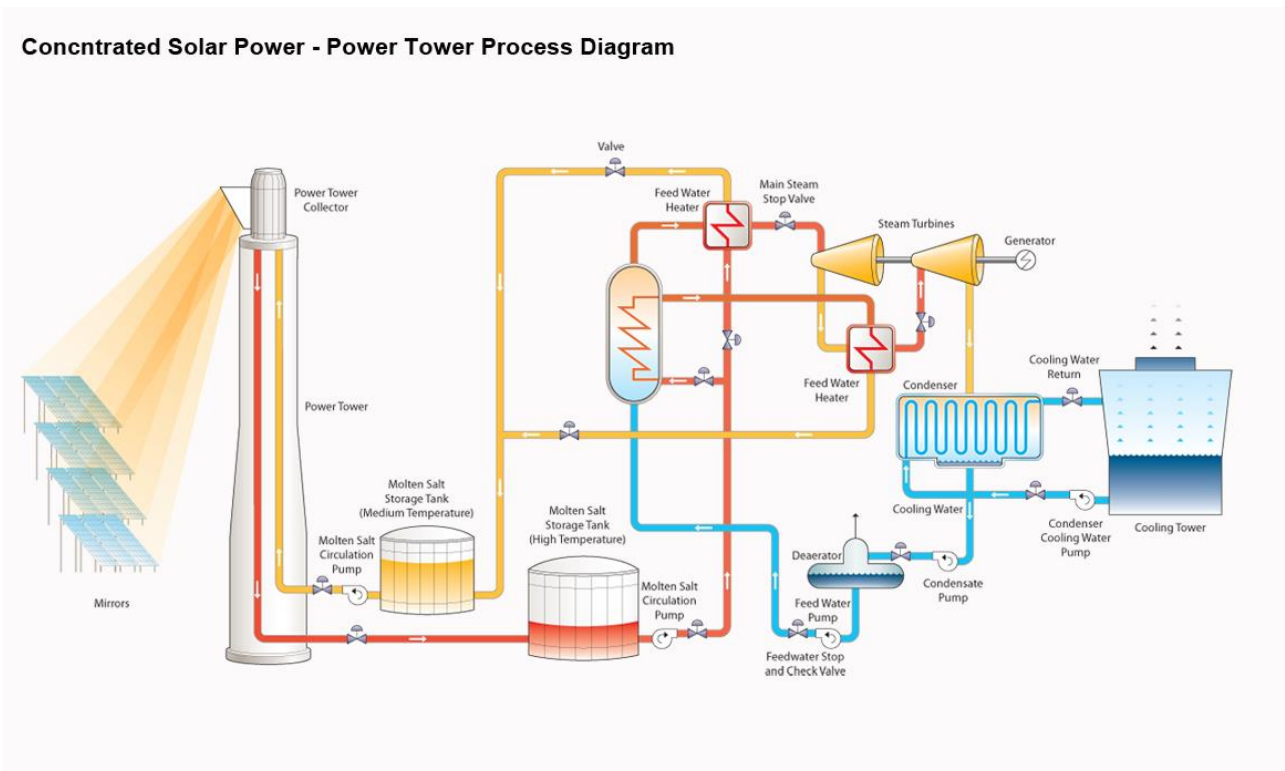 Concntrated Solar Power - Power Tower Process Diagram
Valve
Power Tower
Collector
Feed Water
Heater
Main Steam
Stop Valve
Steam Turbines
Generator
Cooling Water
Return
Feed Water
Heater
Condenser
Power Tower
Molten Salt
Storage Tank
(Medium Temperature)
Molten Salt
Storage Tank
(High Temperature)
Cooling Water
Condenser
Cooling Water
Pump
Cooling Tower
Molten Salt
Circulation
Pump
Deaerator
Condensate
Pump
Mirrors
Molten Salt
Circulation
Pump
Feed Water
Pump
Feedwater Stop
and Check Valve